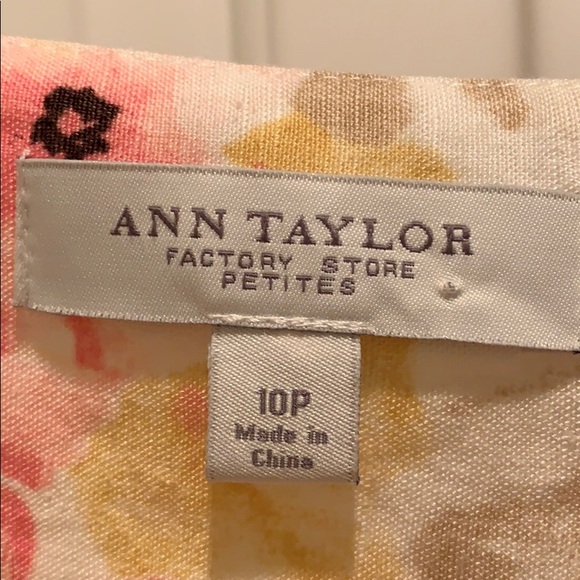 ANN TAYLOR
FACTORY STORE
PETITES
10P
Made in
China